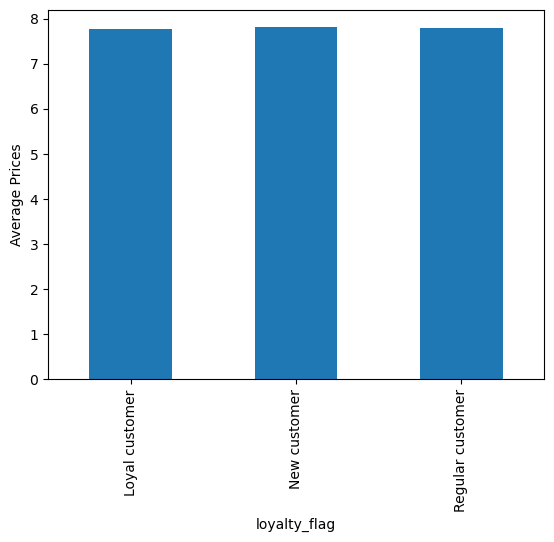 8
7
6
5
4
3
2
1
0
Average Prices
Loyal customer
New customer
Regular customer
loyalty_flag